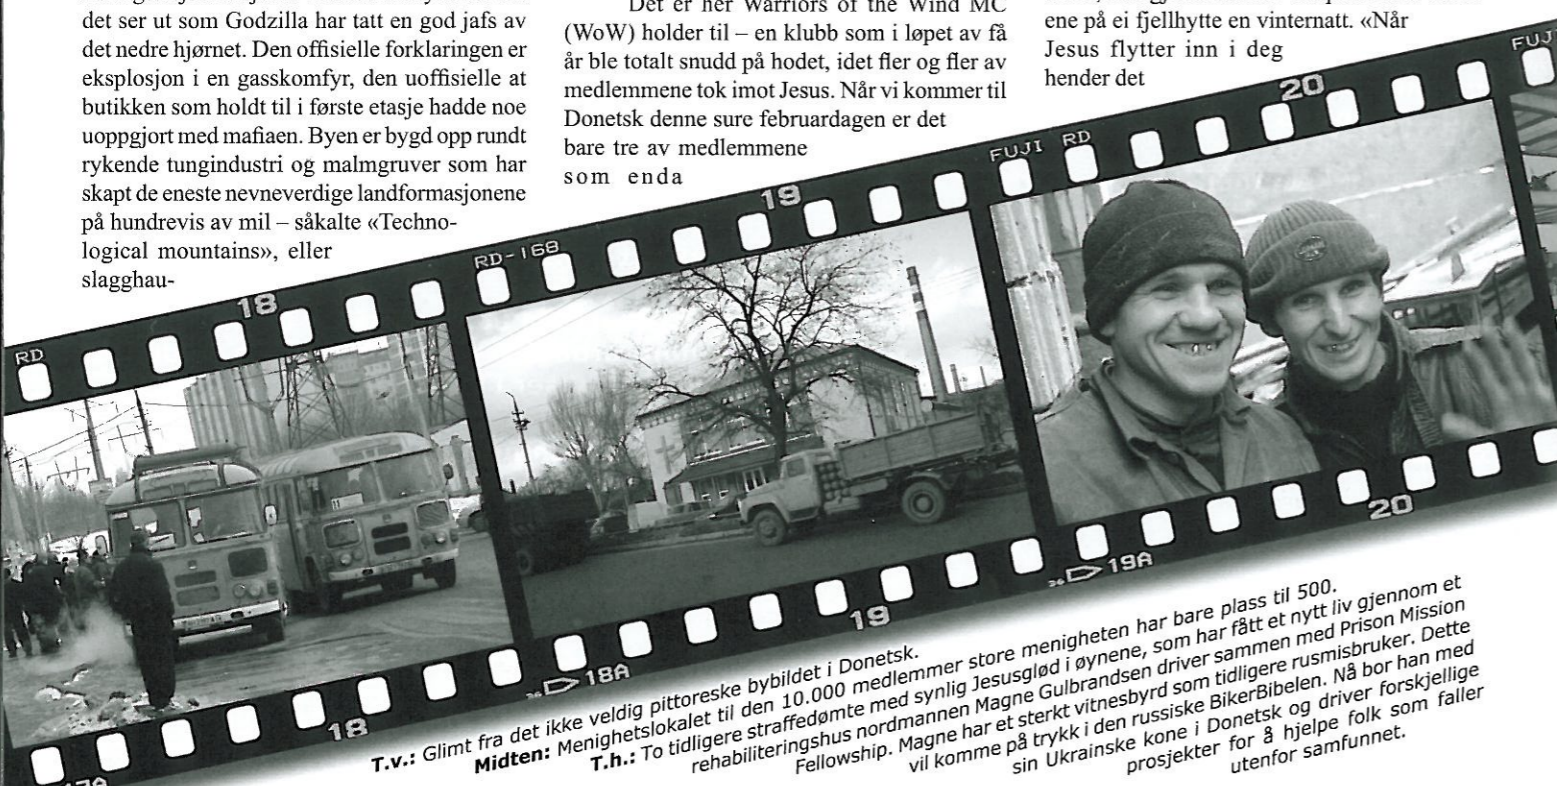 det ser ut som Godzilla har tatt en god jafs av
det nedre hjørnet. Den offisielle forklaringen er
eksplosjon i en gasskomfyr, den uoffisielle at
butikken som holdt til i første etasje hadde noe
uoppgjort med mafiaen. Byen er bygd opp rundt
rykende tungindustri og malmgruver som har
skapt de eneste nevneverdige landformasjonene
på hundrevis av mil – såkalte «Techno-
logical mountains», eller
slagghau-
Det er her Warriors of the Wind MC
(WoW) holder til – en klubb som i løpet av få
år ble totalt snudd på hodet, idet fler og fler av
medlemmene tok imot Jesus. Når vi kommer til
Donetsk denne sure februardagen er det
bare tre av medlemmene
som enda
ene på ei fjellhytte en vinternatt. «Når
Jesus flytter inn i deg
hender det
RD
18
RD-168
19
FUJI RD
20
FUJI
18
18A
19
19A
20
17A
T.v.: Glimt fra det ikke veldig pittoreske bybildet i Donetsk.
Midten: Menighetslokalet til den 10.000 medlemmer store menigheten har bare plass til 500.
T.h.: To tidligere straffedømte med synlig Jesusglød i øynene, som har fått et nytt liv gjennom et
rehabiliteringshus nordmannen Magne Gulbrandsen driver sammen med Prison Mission
Fellowship. Magne har et sterkt vitnesbyrd som tidligere rusmisbruker. Dette
vil komme på trykk i den russiske BikerBibelen. Nå bor han med
sin Ukrainske kone i Donetsk og driver forskjellige
prosjekter for å hjelpe folk som faller
utenfor samfunnet.